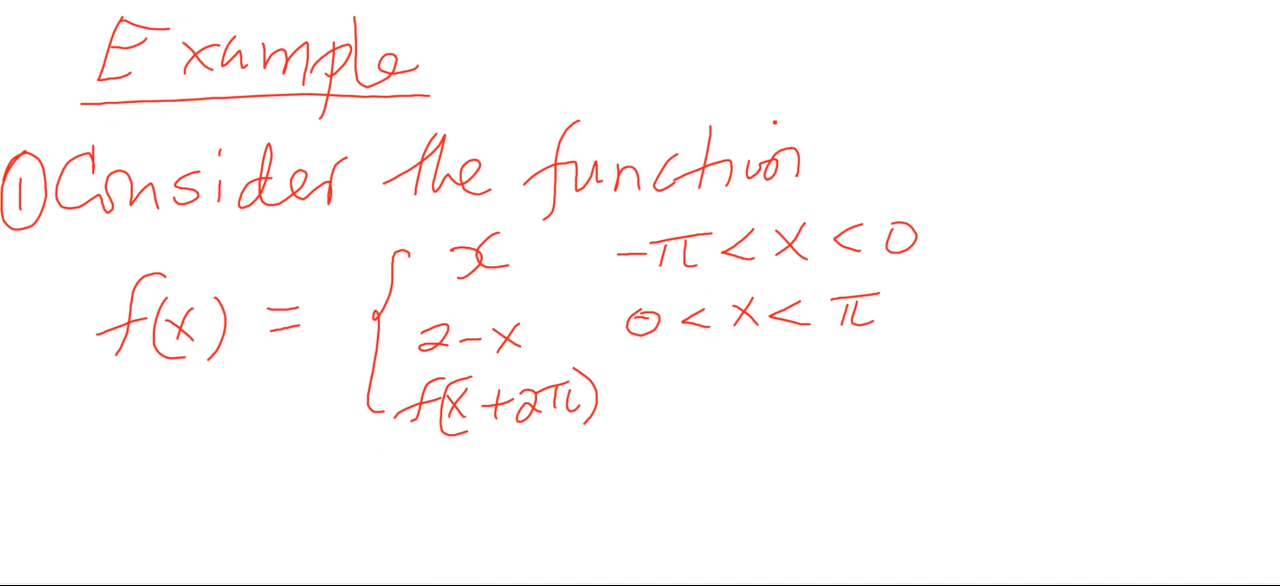 Example
① Consider the function
x -π < x < 0
f(x) = { 2-x 0 < x < π
f(x+2π)